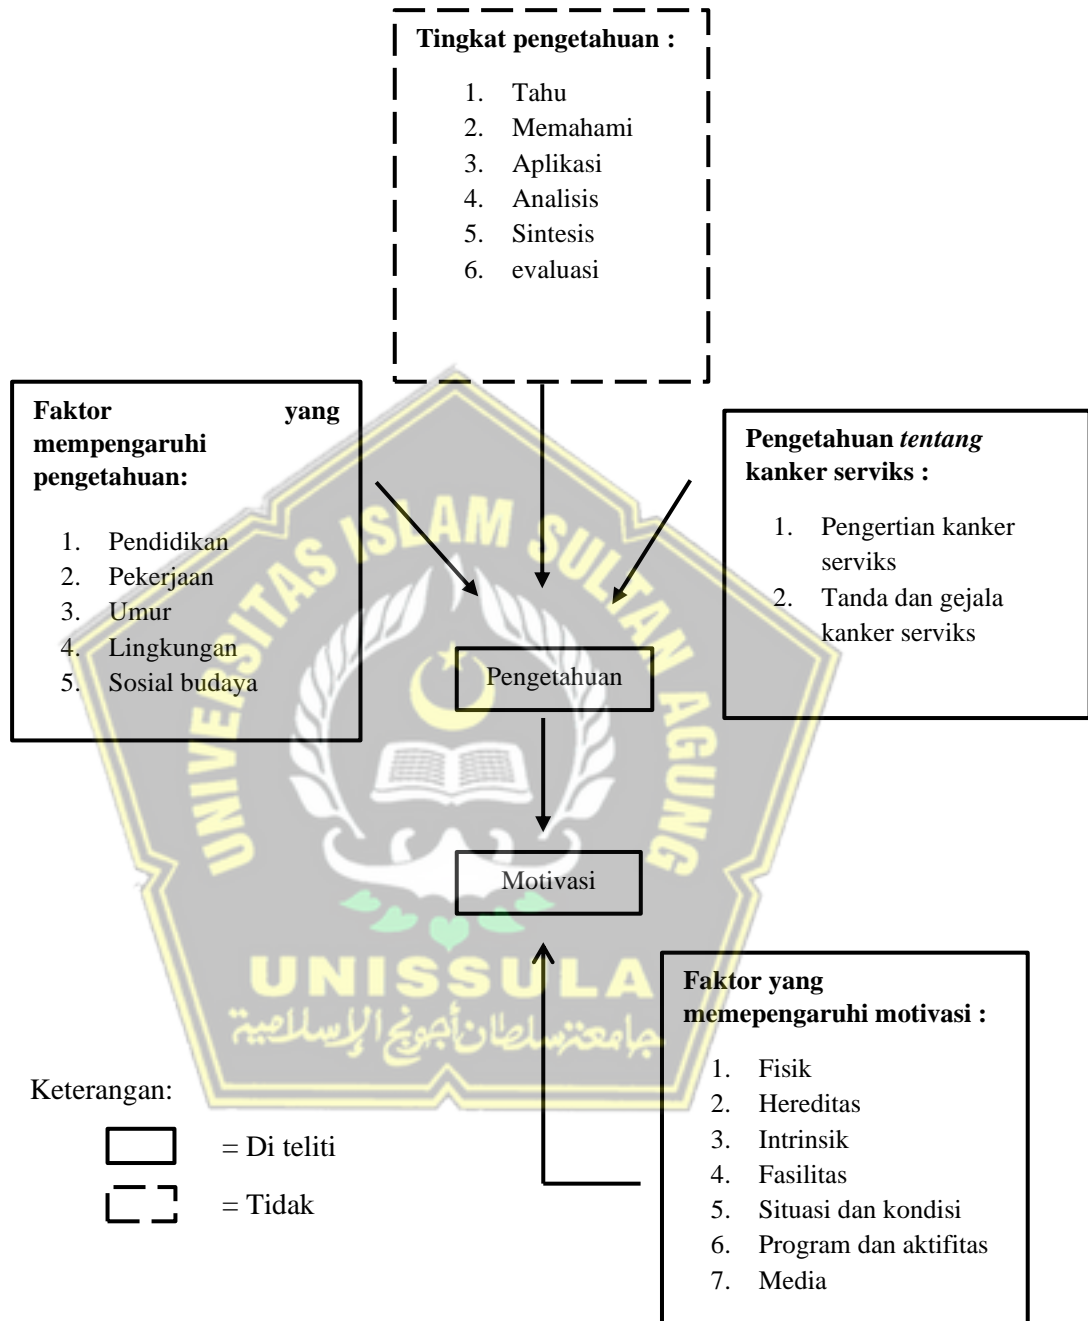 Tingkat pengetahuan :
1. Tahu
2. Memahami
3. Aplikasi
4. Analisis
5. Sintesis
6. evaluasi
Faktor yang
mempengaruhi
pengetahuan:
1. Pendidikan
2. Pekerjaan
3. Umur
4. Lingkungan
5. Sosial budaya
Pengetahuan tentang
kanker serviks :
1. Pengertian kanker
serviks
2. Tanda dan gejala
kanker serviks
Pengetahuan
Motivasi
UNIVERSITAS ISLAM SULTAN AGUNG
UNISSULA
جامعتسلطان أجونج الإسلامية
Faktor yang
memepengaruhi motivasi :
1. Fisik
2. Hereditas
3. Intrinsik
4. Fasilitas
5. Situasi dan kondisi
6. Program dan aktifitas
7. Media
Keterangan:
= Di teliti
= Tidak